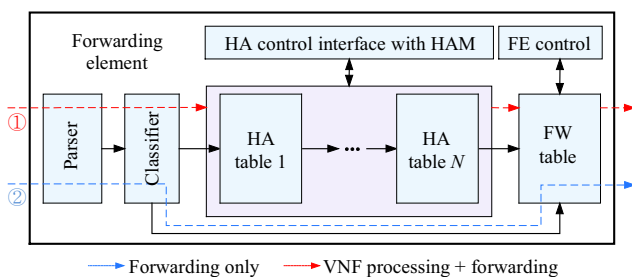 Forwarding
element
HA control interface with HAM
FE control
①
Parser
Classifier
HA
table 1
...
HA
table N
FW
table
②
Forwarding only
VNF processing + forwarding